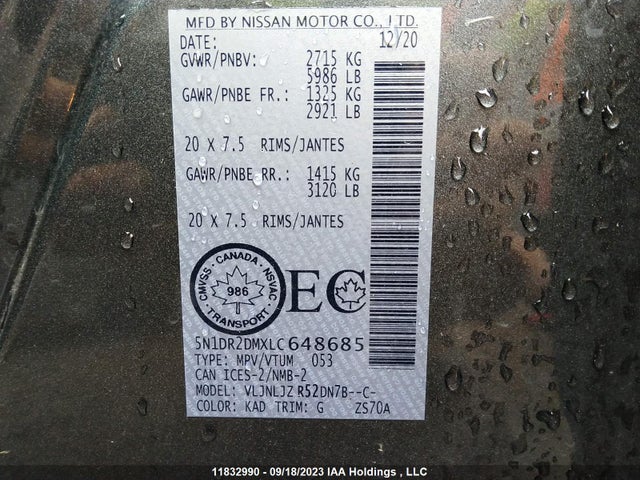 MFD BY NISSAN MOTOR CO., LTD.
DATE: 12/20
GVWR/PNBV: 2715 KG
5986 LB
GAWR/PNBE FR.: 1325 KG
2921 LB
20 X 7.5 RIMS/JANTES
GAWR/PNBE RR.: 1415 KG
3120 LB
20 X 7.5 RIMS/JANTES
CANADA
CMVSS 986 NSVAC
TRANSPORT
EC
5N1DR2DMXLC648685
TYPE: MPV/VTUM 053
CAN ICES-2/NMB-2
MODEL: VLJNLJZ R52DN7B--C-
COLOR: KAD TRIM: G ZS70A
11832990 - 09/18/2023 IAA Holdings , LLC